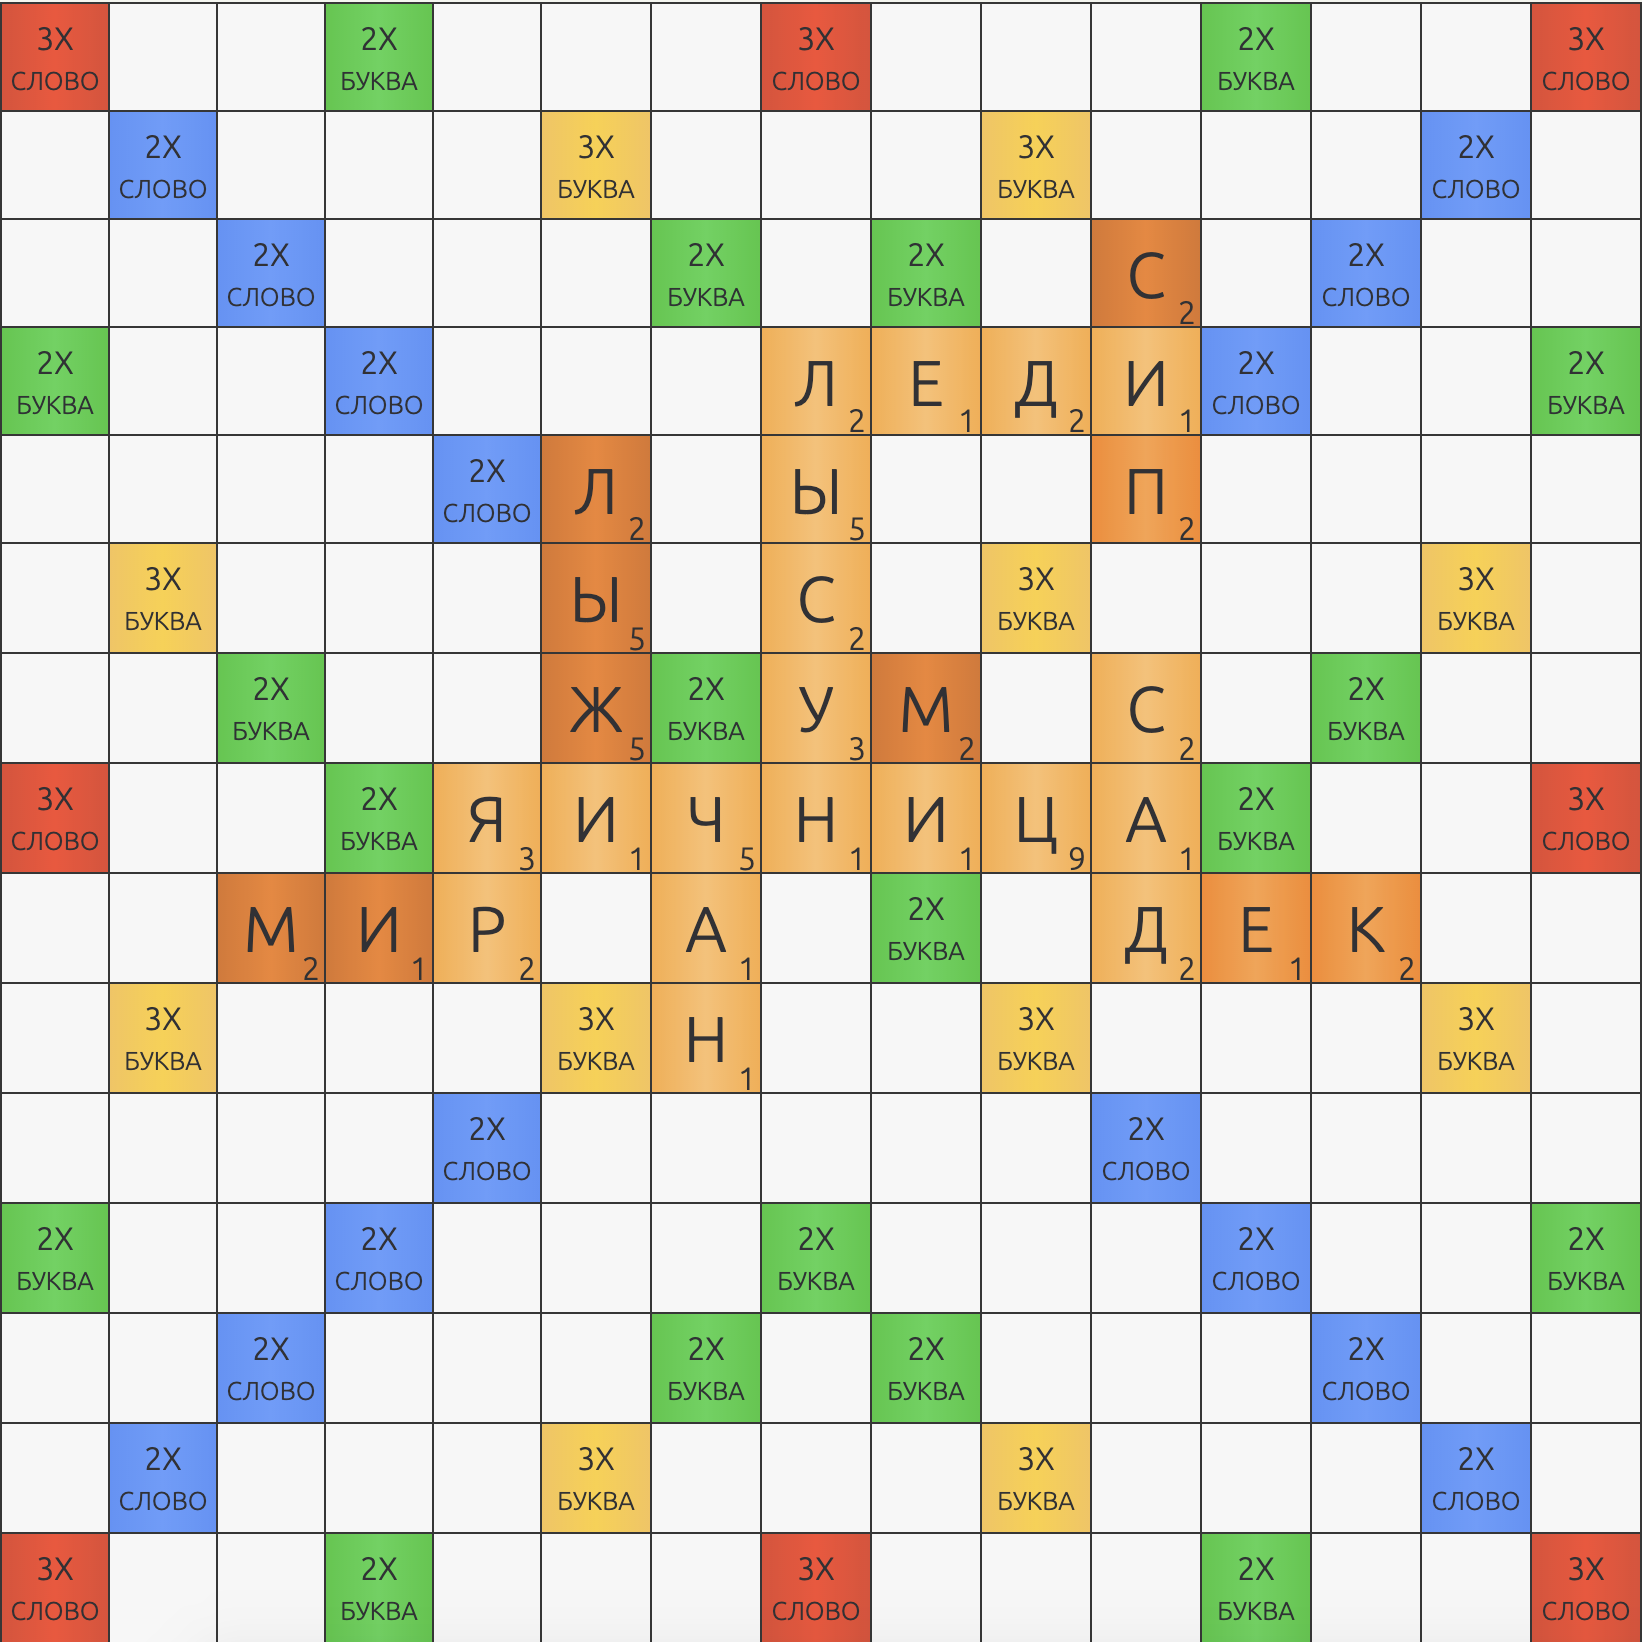 3X 2X 3X 2X 3X
СЛОВО БУКВА СЛОВО БУКВА СЛОВО
2X 3X 3X 2X
СЛОВО БУКВА БУКВА СЛОВО
2X 2X 2X С 2X
СЛОВО БУКВА БУКВА 2 СЛОВО
2X 2X Л Е Д И 2X 2X
БУКВА СЛОВО 2 1 2 1 СЛОВО БУКВА
2X Л Ы П
СЛОВО 2 5 2
3X Ы С 3X 3X
БУКВА 5 2 БУКВА БУКВА
2X Ж 2X У М С 2X
БУКВА 5 БУКВА 3 2 2 БУКВА
3X 2X Я И Ч Н И Ц А 2X 3X
СЛОВО БУКВА 3 1 5 1 1 9 1 БУКВА СЛОВО
М И Р А 2X Д Е К
2 1 2 1 БУКВА 2 1 2
3X 3X Н 3X 3X
БУКВА БУКВА 1 БУКВА БУКВА
2X 2X
СЛОВО СЛОВО
2X 2X 2X 2X 2X
БУКВА СЛОВО БУКВА СЛОВО БУКВА
2X 2X 2X 2X
СЛОВО БУКВА БУКВА СЛОВО
2X 3X 3X 2X
СЛОВО БУКВА БУКВА СЛОВО
3X 2X 3X 2X 3X
СЛОВО БУКВА СЛОВО БУКВА СЛОВО